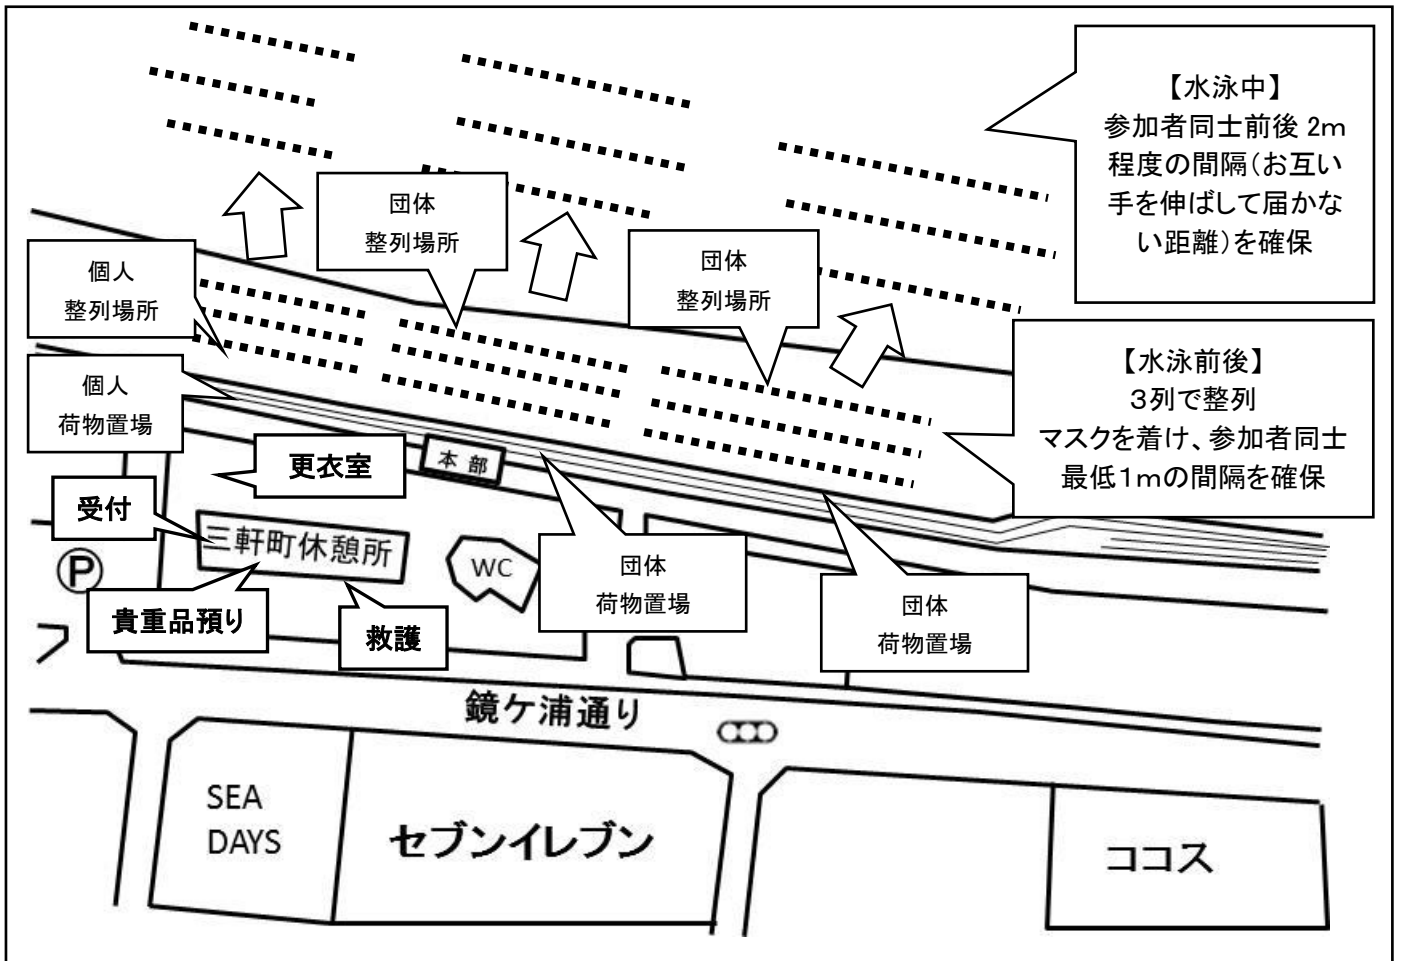 【水泳中】
参加者同士前後 2m
程度の間隔(お互い
手を伸ばして届かな
い距離)を確保
団体
整列場所
団体
整列場所
個人
整列場所
【水泳前後】
3列で整列
マスクを着け、参加者同士
最低1mの間隔を確保
個人
荷物置場
更衣室
本部
受付
三軒町休憩所
WC
団体
荷物置場
団体
荷物置場
P
貴重品預り
救護
鏡ケ浦通り
SEA
DAYS
セブンイレブン
ココス